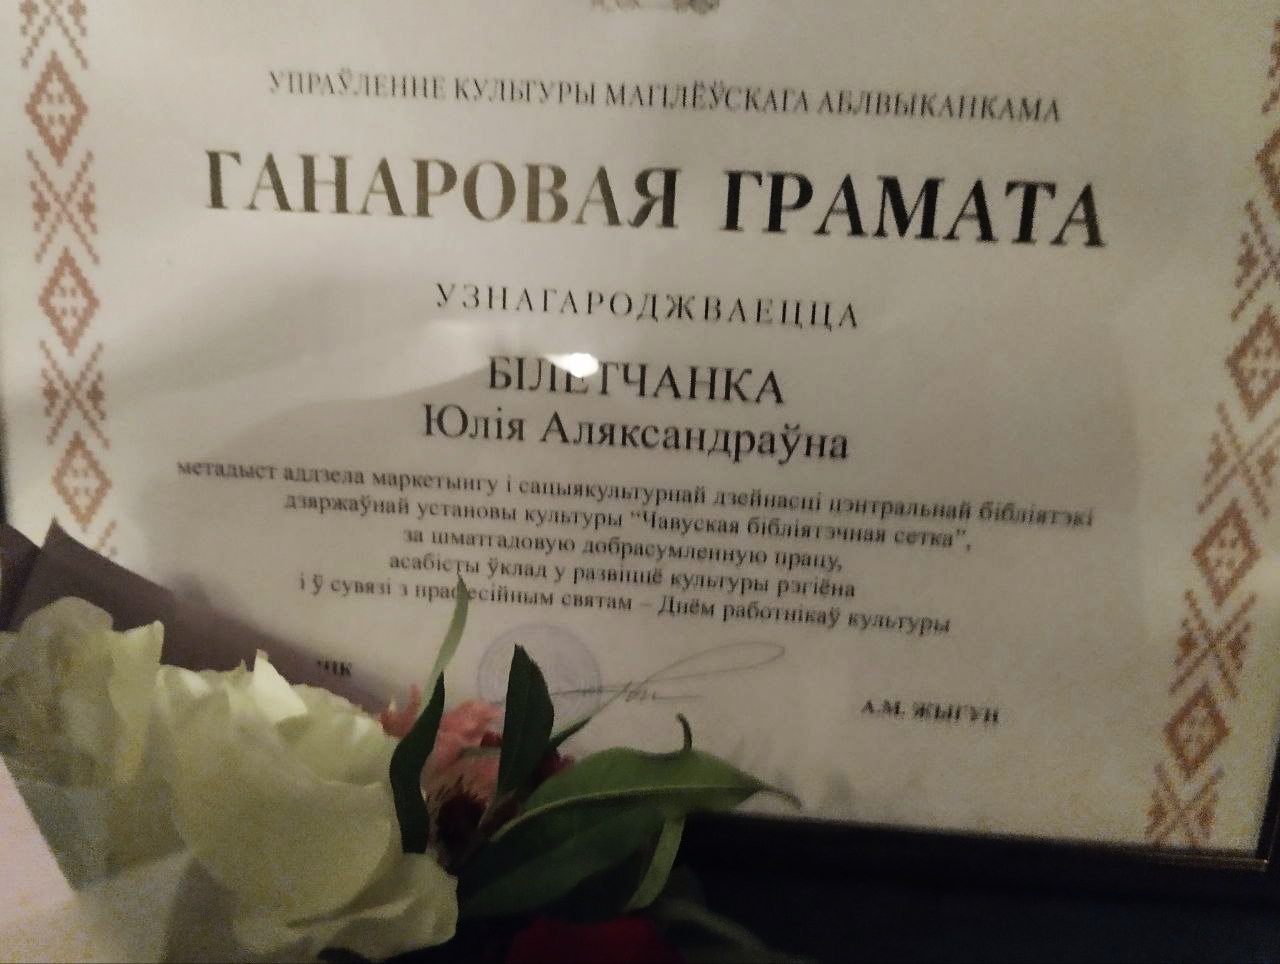 УПРАЎЛЕННЕ КУЛЬТУРЫ МАГІЛЁЎСКАГА АБЛВЫКАНКАМА
ГАНАРОВАЯ ГРАМАТА
УЗНАГАРОДЖВАЕЦЦА
БІЛЕТЧАНКА
Юлія Аляксандраўна
метадыст аддзела маркетынгу і сацыякультурнай дзейнасці цэнтральнай бібліятэкі
дзяржаўнай установы культуры "Чавуская бібліятэчная сетка",
за шматгадовую добрасумленную працу,
асабісты ўклад у развіццё культуры рэгіёна
і ў сувязі з прафесійным святам – Днём работнікаў культуры
А.М. ЖЫГУН